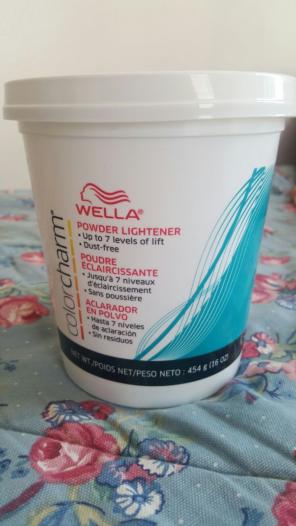 WELLA®
POWDER LIGHTENER
• Up to 7 levels of lift
• Dust-free
POUDRE
ÉCLAIRCISSANTE
• Jusqu'à 7 niveaux
d'éclaircissement
• Sans poussière
ACLARADOR
EN POLVO
• Hasta 7 niveles
de aclaración
• Sin residuos
colorcharm®
NET WT./POIDS NET/PESO NETO : 454 g (16 OZ)